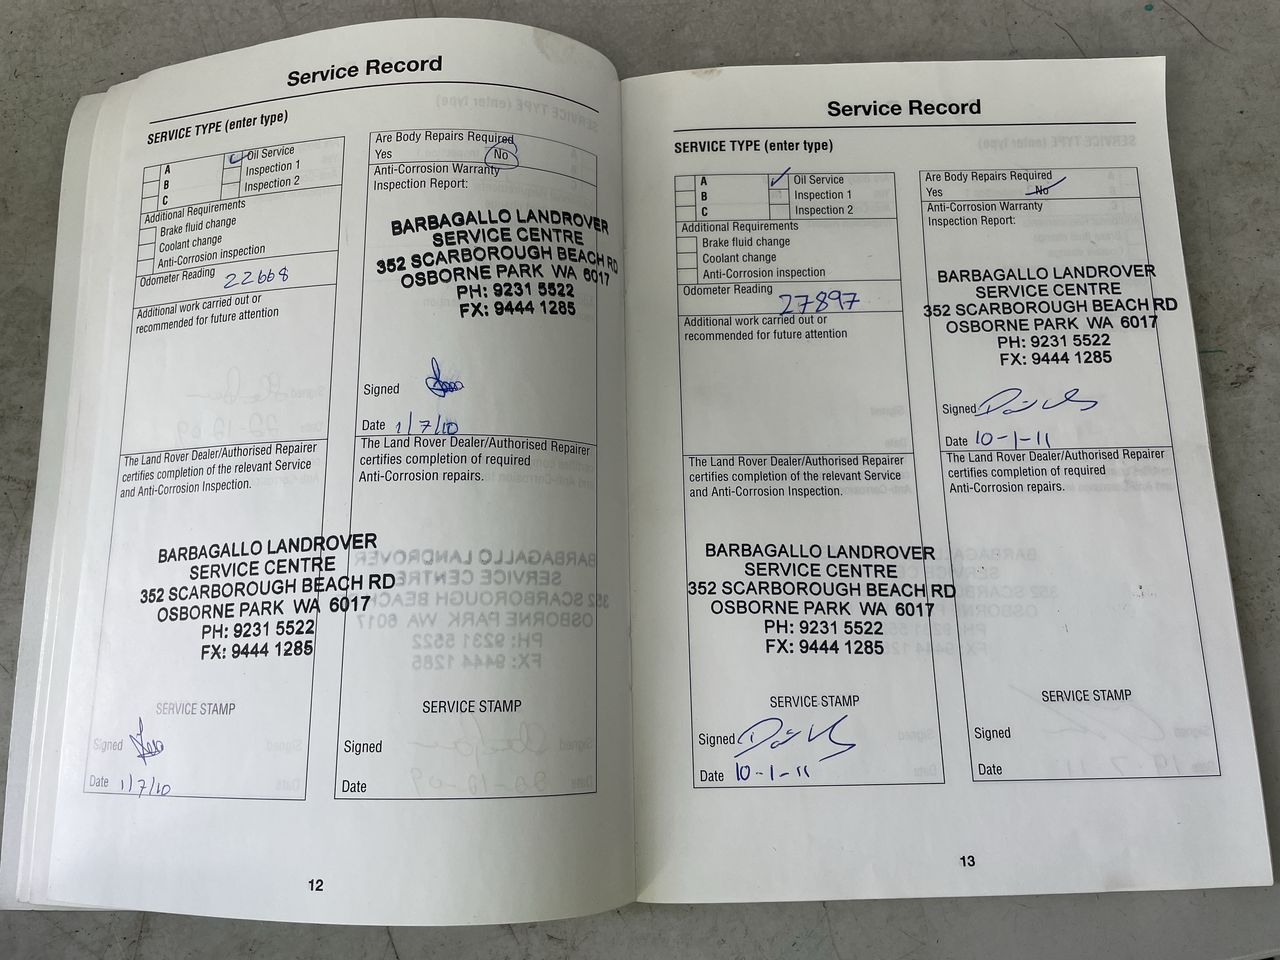 Service Record
SERVICE TYPE (enter type)
A
B
C
Oil Service
Inspection 1
Inspection 2
Additional Requirements
Brake fluid change
Coolant change
Anti-Corrosion inspection
Odometer Reading 22668
Additional work carried out or
recommended for future attention
The Land Rover Dealer/Authorised Repairer
certifies completion of the relevant Service
and Anti-Corrosion Inspection.
BARBAGALLO LANDROVER
SERVICE CENTRE
352 SCARBOROUGH BEACH RD
OSBORNE PARK WA 6017
PH: 9231 5522
FX: 9444 1285
SERVICE STAMP
Signed
Date 1/7/10
Are Body Repairs Required
Yes No
Anti-Corrosion Warranty
Inspection Report:
BARBAGALLO LANDROVER
SERVICE CENTRE
352 SCARBOROUGH BEACH RD
OSBORNE PARK WA 6017
PH: 9231 5522
FX: 9444 1285
Signed
Date 1/7/10
The Land Rover Dealer/Authorised Repairer
certifies completion of required
Anti-Corrosion repairs.
SERVICE STAMP
Signed
Date
12
Service Record
SERVICE TYPE (enter type)
A
B
C
Oil Service
Inspection 1
Inspection 2
Additional Requirements
Brake fluid change
Coolant change
Anti-Corrosion inspection
Odometer Reading 27897
Additional work carried out or
recommended for future attention
The Land Rover Dealer/Authorised Repairer
certifies completion of the relevant Service
and Anti-Corrosion Inspection.
BARBAGALLO LANDROVER
SERVICE CENTRE
352 SCARBOROUGH BEACH RD
OSBORNE PARK WA 6017
PH: 9231 5522
FX: 9444 1285
SERVICE STAMP
Signed
Date 10-1-11
Are Body Repairs Required
Yes No
Anti-Corrosion Warranty
Inspection Report:
BARBAGALLO LANDROVER
SERVICE CENTRE
352 SCARBOROUGH BEACH RD
OSBORNE PARK WA 6017
PH: 9231 5522
FX: 9444 1285
Signed
Date 10-1-11
The Land Rover Dealer/Authorised Repairer
certifies completion of required
Anti-Corrosion repairs.
SERVICE STAMP
Signed
Date
13